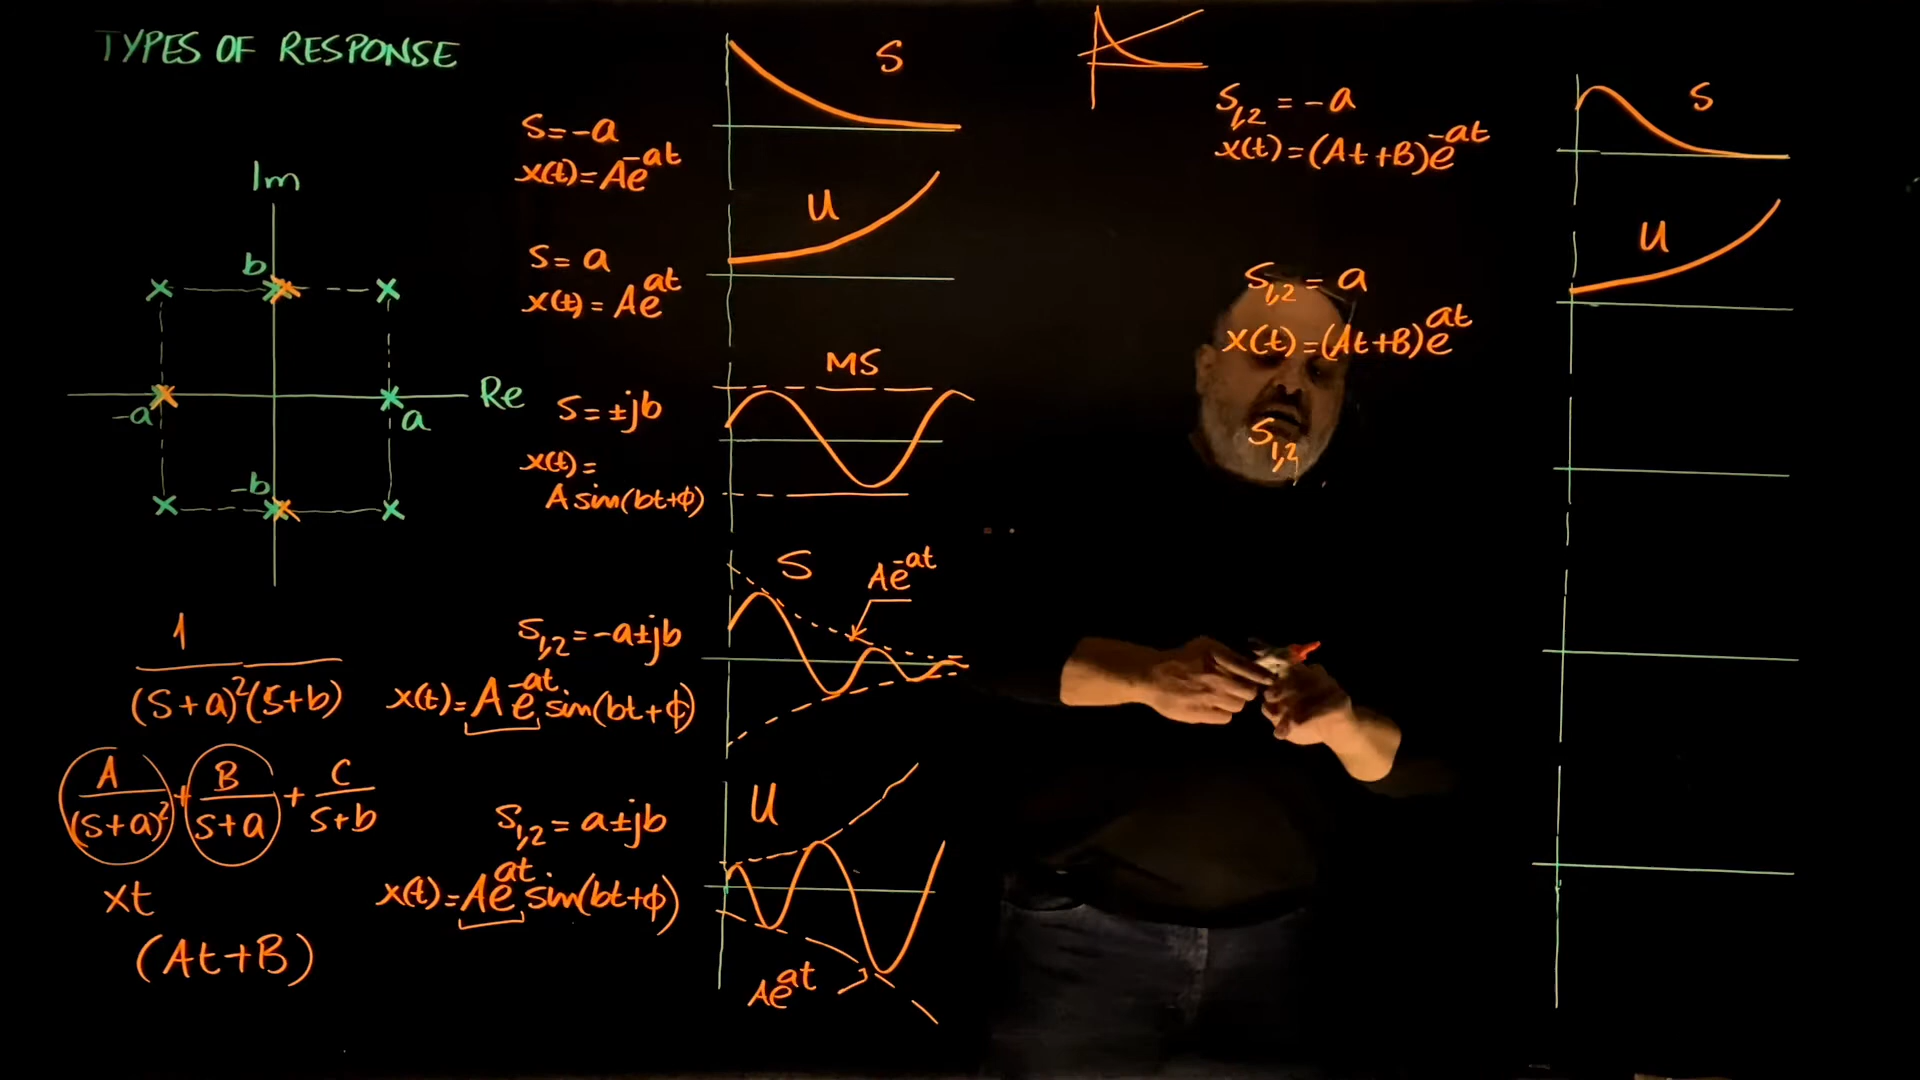 TYPES OF RESPONSE
Im
b
Re
-a
a
-b
1
(S+a)²(S+b)
A/(S+a)² + B/S+a + C/S+b
xt
(At+B)
S=-a
x(t)=Ae^-at
S
S=a
x(t)=Ae^at
U
S=±jb
x(t)=
A sin(bt+φ)
MS
S1,2=-a±jb
x(t)=Ae^-at sin(bt+φ)
S
Ae^-at
S1,2=a±jb
x(t)=Ae^at sin(bt+φ)
U
Ae^at
S1,2=-a
x(t)=(At+B)e^-at
S
S1,2=a
x(t)=(At+B)e^at
U
S1,2